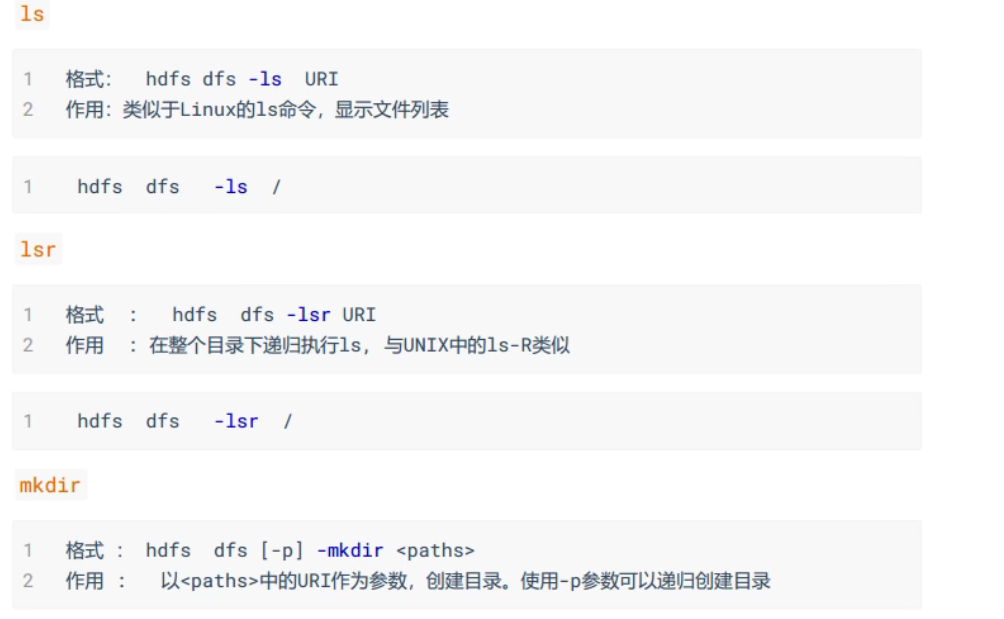 ls
1 格式： hdfs dfs -ls URI
2 作用：类似于Linux的ls命令，显示文件列表
1 hdfs dfs -ls /
lsr
1 格式 ： hdfs dfs -lsr URI
2 作用 ：在整个目录下递归执行ls, 与UNIX中的ls-R类似
1 hdfs dfs -lsr /
mkdir
1 格式 ： hdfs dfs [-p] -mkdir <paths>
2 作用 ： 以<paths>中的URI作为参数，创建目录。使用-p参数可以递归创建目录